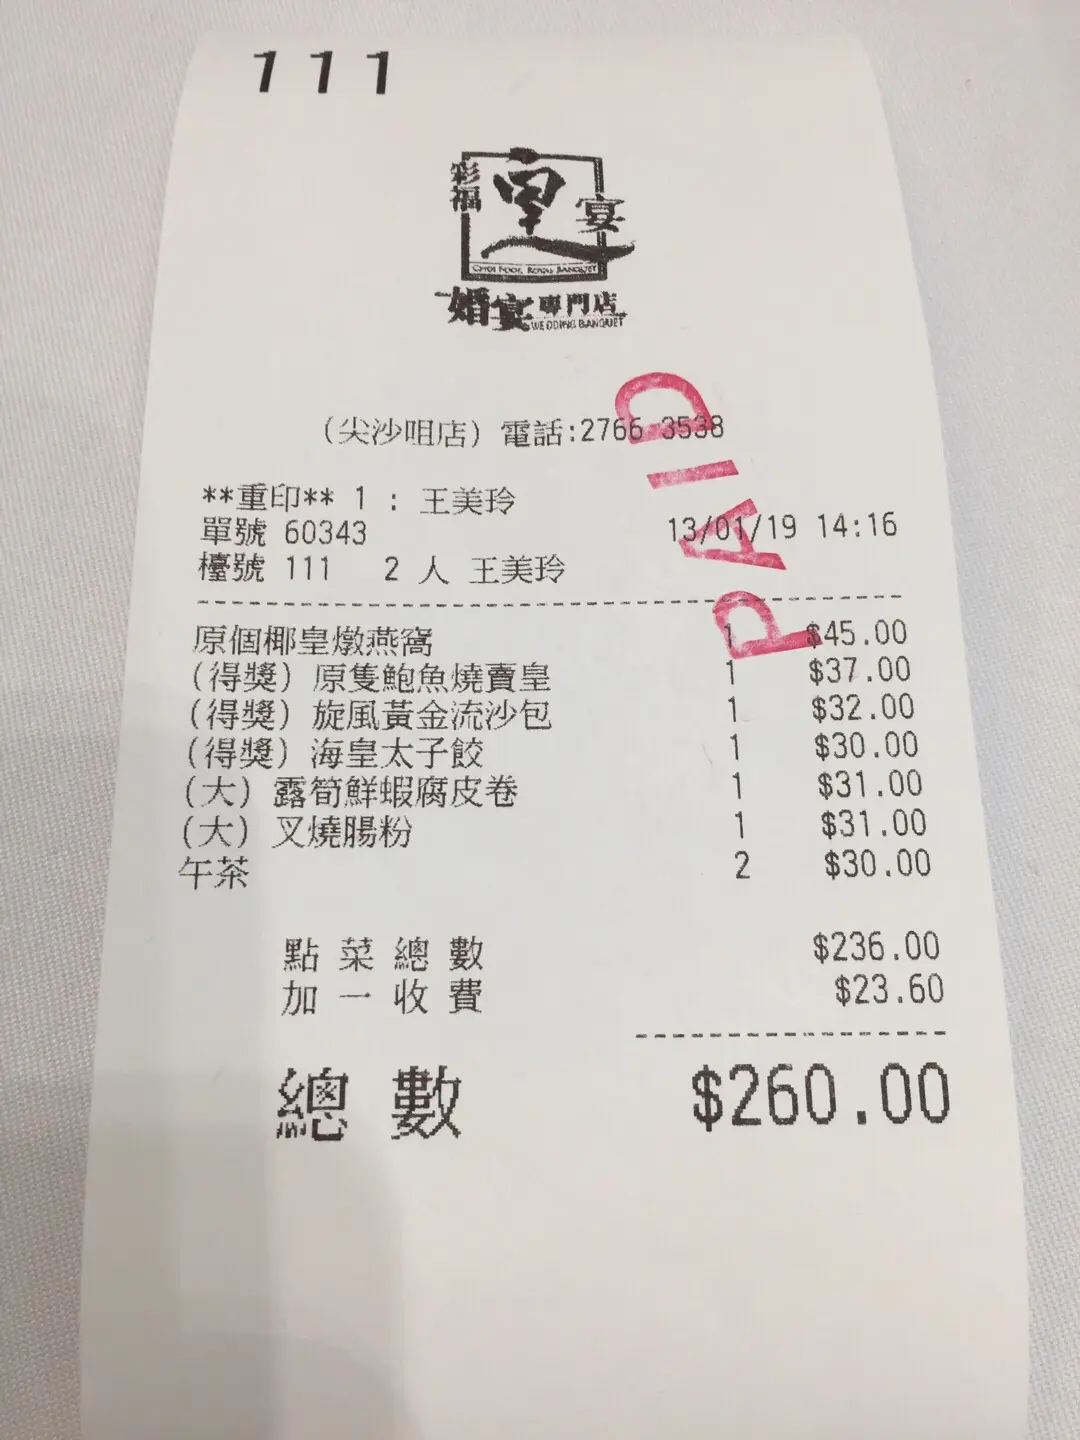 111
彩福
皇
宴
CHOI FOOK ROYAL BANQUET
婚宴專門店
WEDDING BANQUET
(尖沙咀店) 電話:2766 3538
**重印** 1 : 王美玲
單號 60343 13/01/19 14:16
檯號 111 2 人 王美玲
原個椰皇燉燕窩 1 $45.00
(得獎) 原隻鮑魚燒賣皇 1 $37.00
(得獎) 旋風黃金流沙包 1 $32.00
(得獎) 海皇太子餃 1 $30.00
(大) 露筍鮮蝦腐皮卷 1 $31.00
(大) 叉燒腸粉 1 $31.00
午茶 2 $30.00
點菜總數 $236.00
加一收費 $23.60
總數 $260.00
PAID